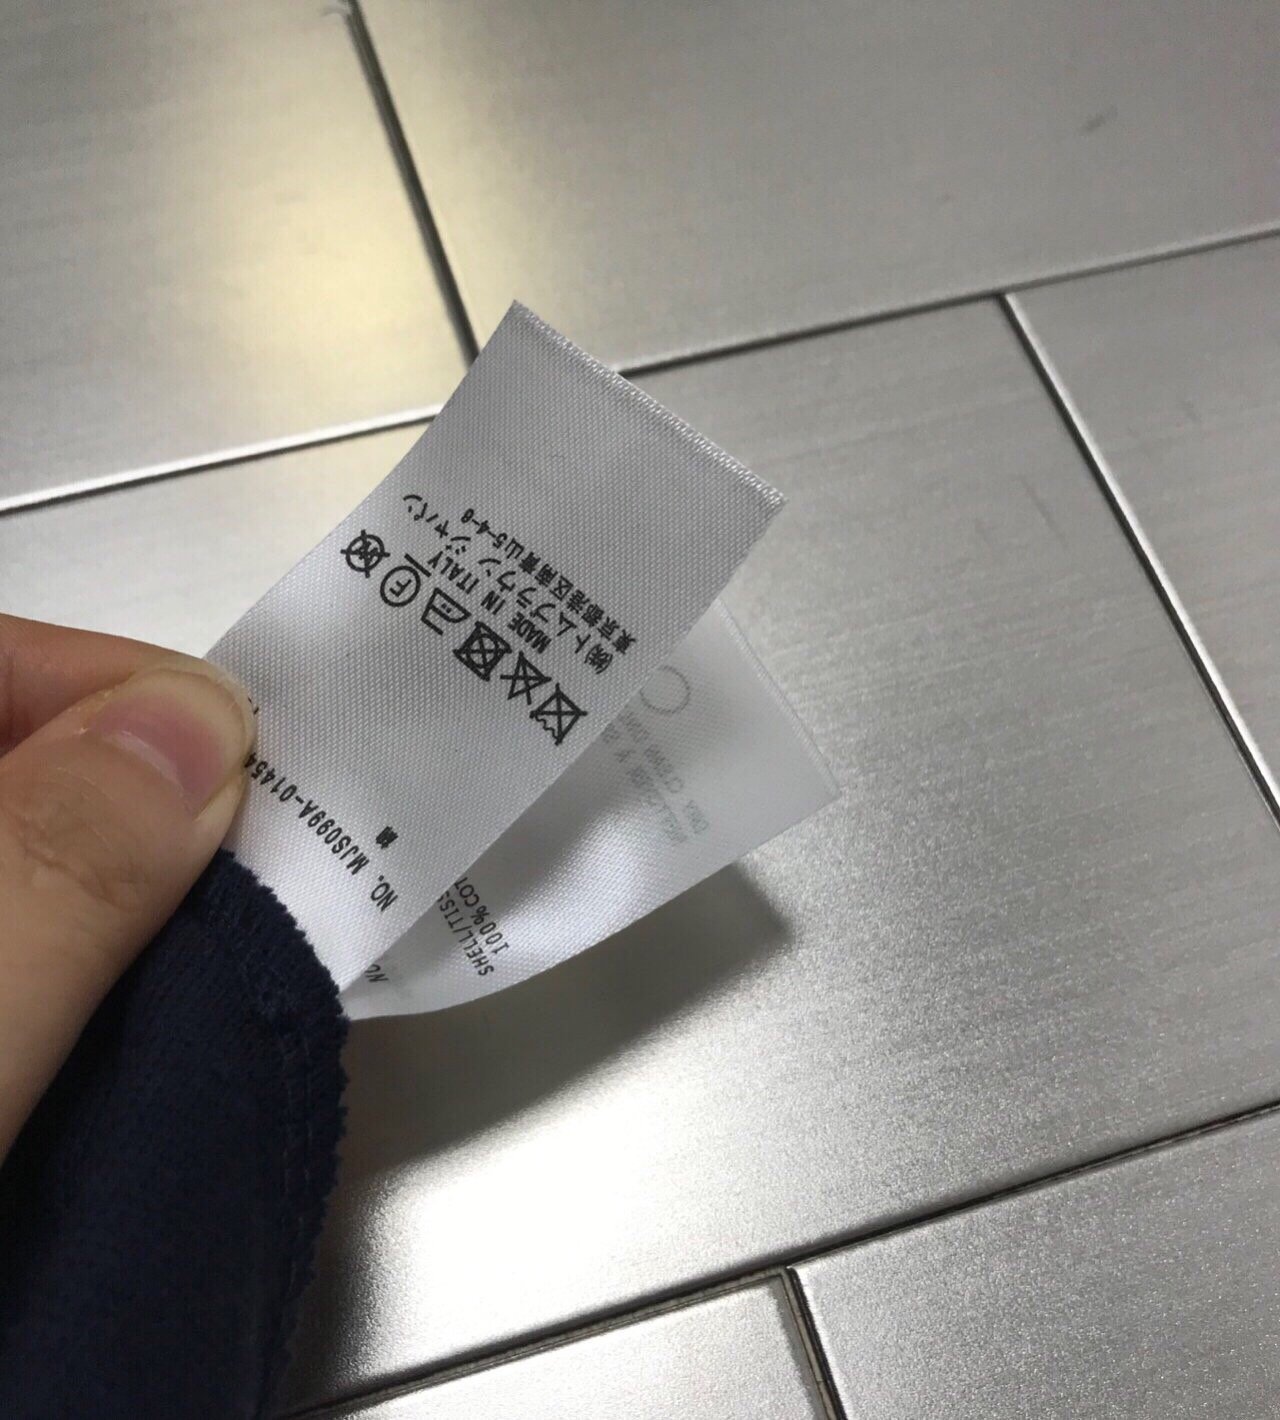 NO. MJS099A-01454
綿
MADE IN ITALY
㈱トムブラウン ジャパン
東京都港区南青山5-4-8
F
SHELL/TISS
100%COT